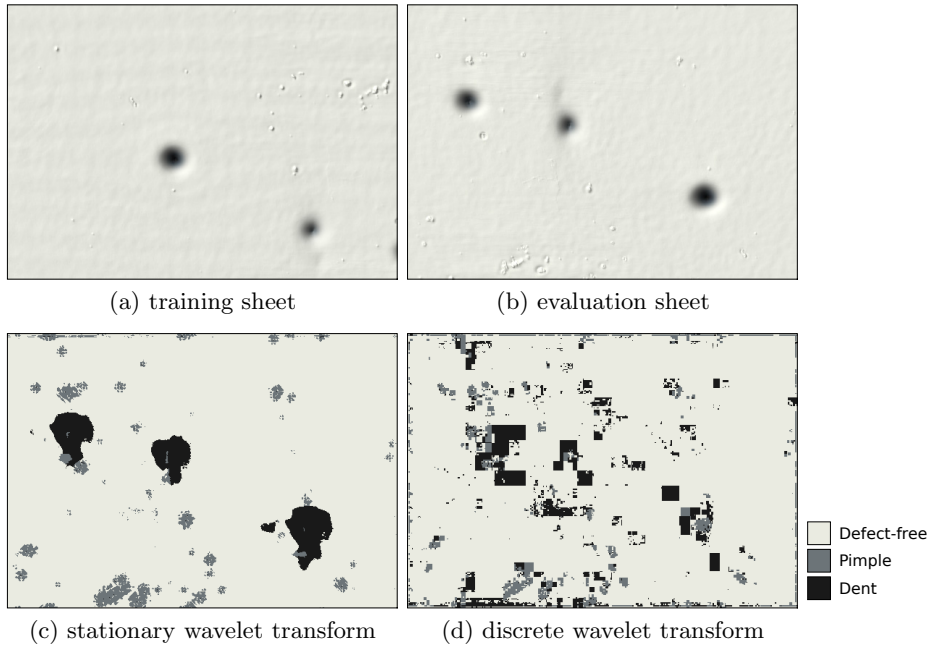 (a) training sheet
(b) evaluation sheet
Defect-free
Pimple
Dent
(c) stationary wavelet transform
(d) discrete wavelet transform